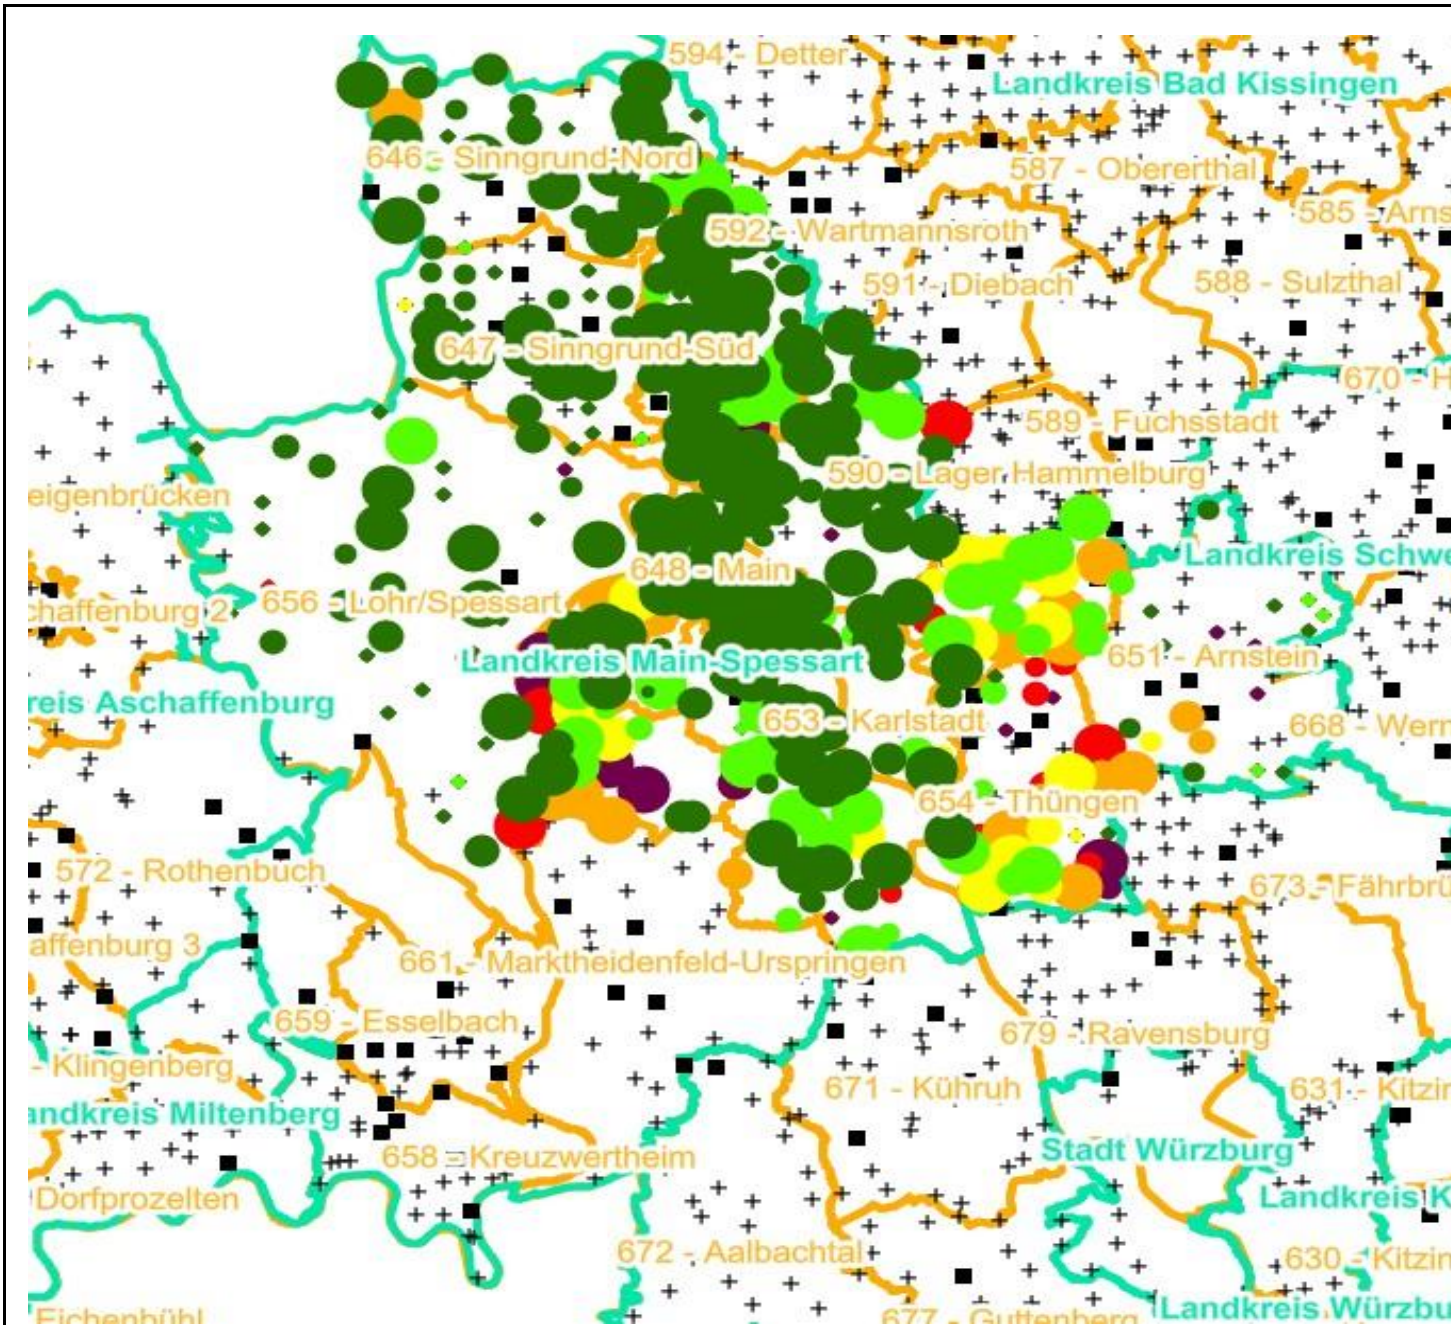 594 - Detter
Landkreis Bad Kissingen
646 - Sinngrund-Nord
587 - Obererthal
585 - Arns
592 - Wartmannsroth
591 - Diebach
588 - Sulzthal
647 - Sinngrund-Süd
670 - H
589 - Fuchsstadt
590 - Lager Hammelburg
eigenbrücken
Landkreis Schwe
648 - Main
656 - Lohr/Spessart
chaffenburg 2
651 - Arnstein
Landkreis Main-Spessart
reis Aschaffenburg
653 - Karlstadt
668 - Wern
654 - Thüngen
572 - Rothenbuch
673 - Fährbrü
affenburg 3
661 - Marktheidenfeld-Urspringen
659 - Esselbach
679 - Ravensburg
- Klingenberg
671 - Kühruh
631 - Kitzin
andkreis Miltenberg
Stadt Würzburg
658 - Kreuzwertheim
Dorfprozelten
Landkreis K
672 - Aalbachtal
630 - Kitzin
Eichenbühl
677 - Guttenberg
Landkreis Würzbu